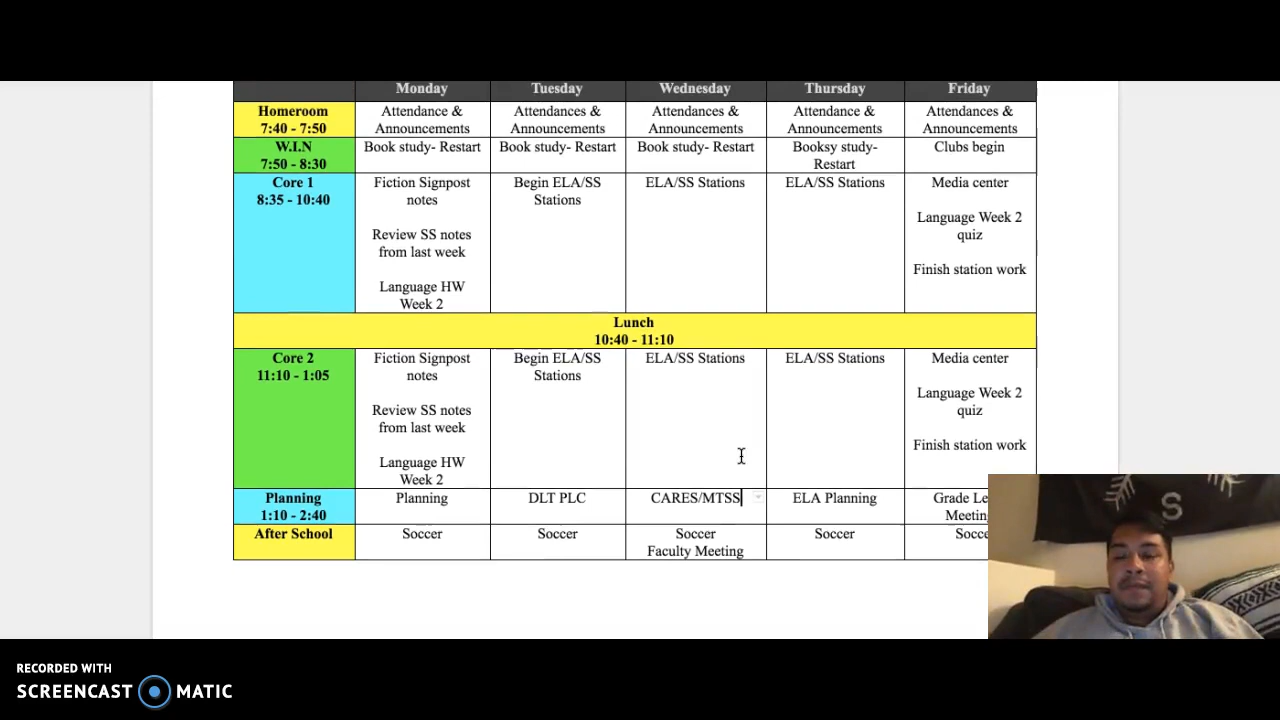 Monday Tuesday Wednesday Thursday Friday
Homeroom Attendance & Attendances & Attendances & Attendance & Attendances &
7:40 - 7:50 Announcements Announcements Announcements Announcements Announcements
W.I.N Book study- Restart Book study- Restart Book study- Restart Booksy study- Clubs begin
7:50 - 8:30 Restart
Core 1 Fiction Signpost Begin ELA/SS ELA/SS Stations ELA/SS Stations Media center
8:35 - 10:40 notes Stations
Language Week 2
Review SS notes quiz
from last week
Finish station work
Language HW
Week 2
Lunch
10:40 - 11:10
Core 2 Fiction Signpost Begin ELA/SS ELA/SS Stations ELA/SS Stations Media center
11:10 - 1:05 notes Stations
Language Week 2
Review SS notes quiz
from last week
Finish station work
Language HW
Week 2
Planning Planning DLT PLC CARES/MTSS ELA Planning Grade
1:10 - 2:40
After School Soccer Soccer Soccer Soccer
Faculty Meeting
S
RECORDED WITH
SCREENCAST MATIC